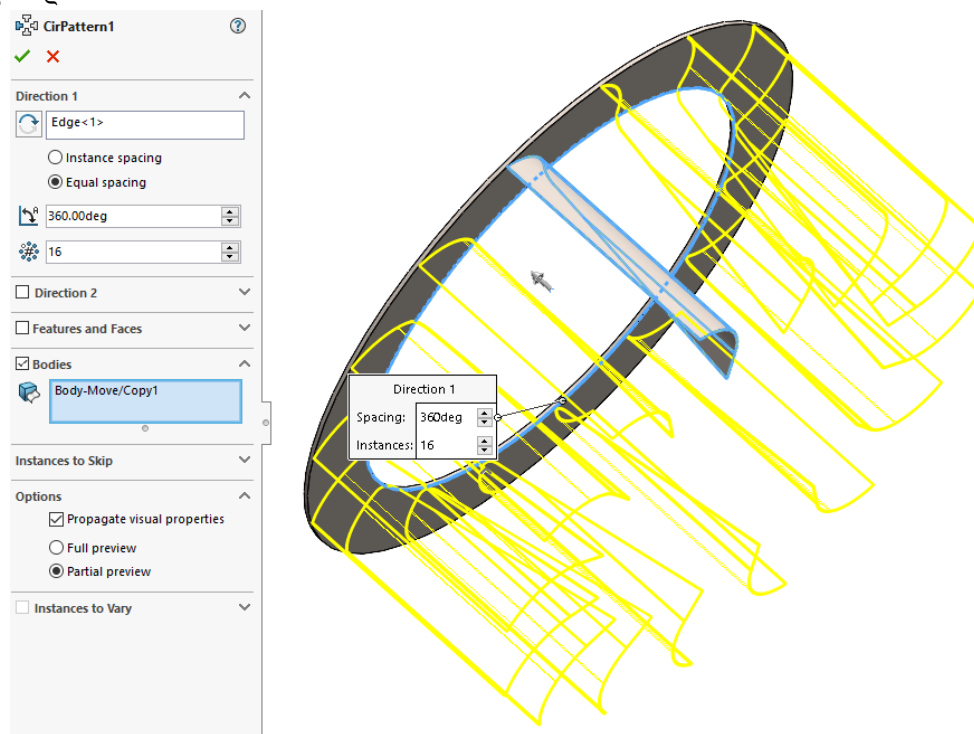 CirPattern1
Direction 1
Edge<1>
Instance spacing
Equal spacing
360.00deg
16
Direction 2
Features and Faces
Bodies
Body-Move/Copy1
Instances to Skip
Options
Propagate visual properties
Full preview
Partial preview
Instances to Vary
Direction 1
Spacing: 360deg
Instances: 16